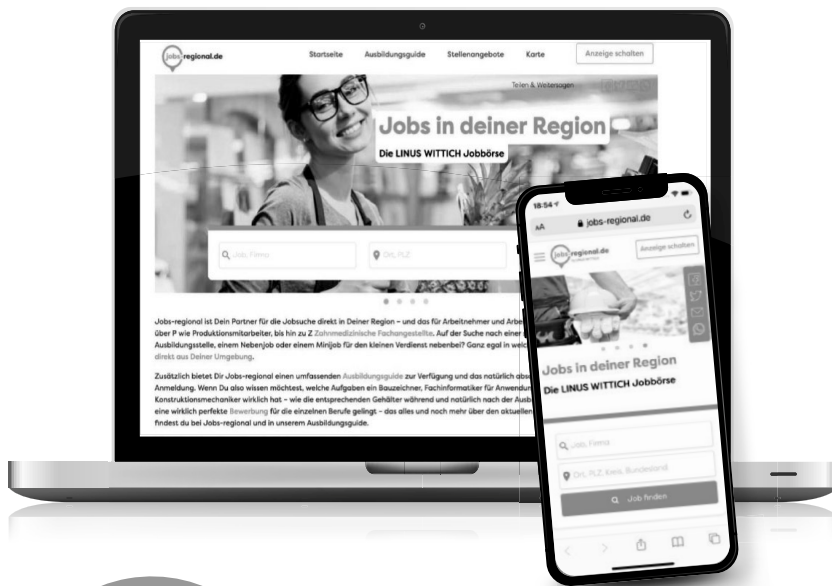 jobs-regional.de
Startseite Ausbildungsguide Stellenangebote Karte Anzeige schalten
Teilen & Weitersagen
Jobs in deiner Region
Die LINUS WITTICH Jobbörse
Job, Firma
Ort, PLZ
Jobs-regional ist Dein Partner für die Jobsuche direkt in Deiner Region – und das für Arbeitnehmer und Arbe
über P wie Produktionsmitarbeiter, bis hin zu Z Zahnmedizinische Fachangestellte. Auf der Suche nach einer
Ausbildungsstelle, einem Nebenjob oder einem Minijob für den kleinen Verdienst nebenbei? Ganz egal in welc
direkt aus Deiner Umgebung.
Zusätzlich bietet Dir Jobs-regional einen umfassenden Ausbildungsguide zur Verfügung und das natürlich abso
Anmeldung. Wenn Du also wissen möchtest, welche Aufgaben ein Bauzeichner, Fachinformatiker für Anwendun
Konstruktionsmechaniker wirklich hat – wie die entsprechenden Gehälter während und natürlich nach der Ausb
eine wirklich perfekte Bewerbung für die einzelnen Berufe gelingt – das alles und noch mehr über den aktuellen
findest du bei Jobs-regional und in unserem Ausbildungsguide.
18:54
AA jobs-regional.de
jobs-regional.de Anzeige schalten
Jobs in deiner Region
Die LINUS WITTICH Jobbörse
Job, Firma
Ort, PLZ, Kreis, Bundesland
Job finden